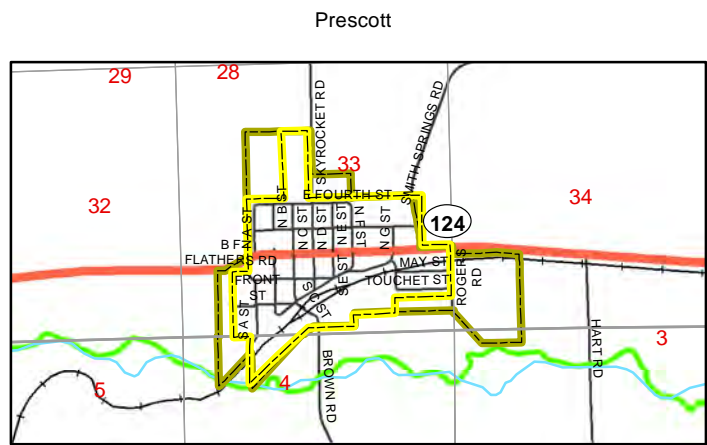 Prescott
29
28
SKYROCKET RD
SMITH SPRINGS RD
33
32
34
E FOURTH ST
N A ST
N B ST
N C ST
N D ST
N E ST
N F ST
N G ST
124
B F
FLATHERS RD
FRONT
ST
MAY ST
TOUCHET ST
ROGERS
RD
S A ST
S C ST
S E ST
BROWN RD
HART RD
3
4
5